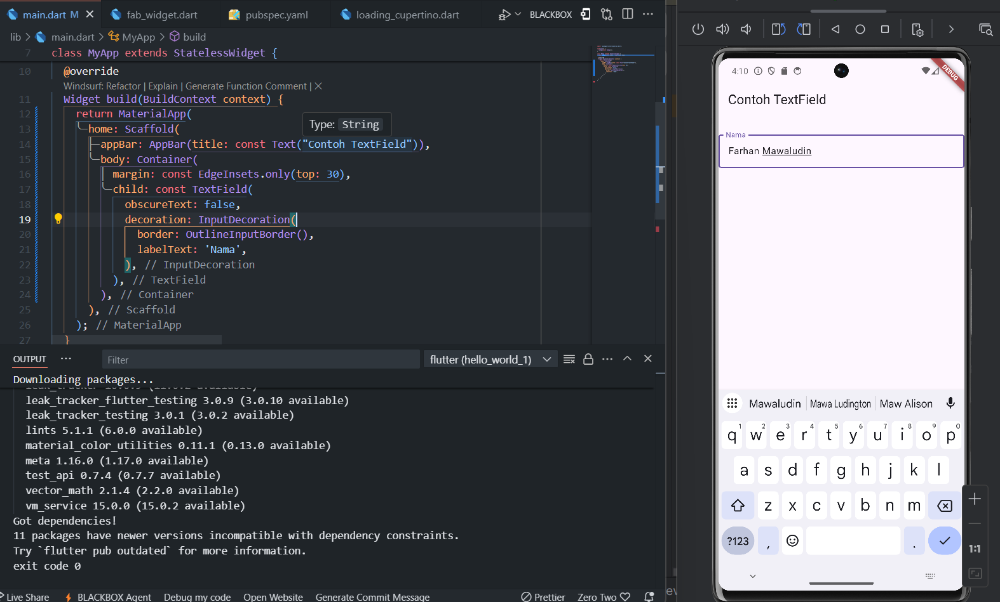 main.dart M
fab_widget.dart
pubspec.yaml
loading_cupertino.dart
BLACKBOX
lib > main.dart > MyApp > build
7 class MyApp extends StatelessWidget {
10 @override
Windsurf: Refactor | Explain | Generate Function Comment |
11 Widget build(BuildContext context) {
12 return MaterialApp(
Type: String
13 home: Scaffold(
14 appBar: AppBar(title: const Text("Contoh TextField")),
15 body: Container(
16 margin: const EdgeInsets.only(top: 30),
17 child: const TextField(
18 obscureText: false,
19 decoration: InputDecoration(
20 border: OutlineInputBorder(),
21 labelText: 'Nama',
22 ), // InputDecoration
23 ), // TextField
24 ), // Container
25 ), // Scaffold
26 ); // MaterialApp
27 }
OUTPUT
Filter
flutter (hello_world_1)
Downloading packages...
leak_tracker_flutter_testing 3.0.9 (3.0.10 available)
leak_tracker_testing 3.0.1 (3.0.2 available)
lints 5.1.1 (6.0.0 available)
material_color_utilities 0.11.1 (0.13.0 available)
meta 1.16.0 (1.17.0 available)
test_api 0.7.4 (0.7.7 available)
vector_math 2.1.4 (2.2.0 available)
vm_service 15.0.0 (15.0.2 available)
Got dependencies!
11 packages have newer versions incompatible with dependency constraints.
Try `flutter pub outdated` for more information.
exit code 0
Live Share
BLACKBOX Agent
Debug my code
Open Website
Generate Commit Message
Prettier
Zero Two
4:10
DEBUG
Contoh TextField
Nama
Farhan Mawaludin
Mawaludin
Mawa Ludington
Maw Alison
q1 w2 e3 r4 t5 y6 u7 i8 o9 p0
a s d f g h j k l
z x c v b n m
?123 , .
1:1